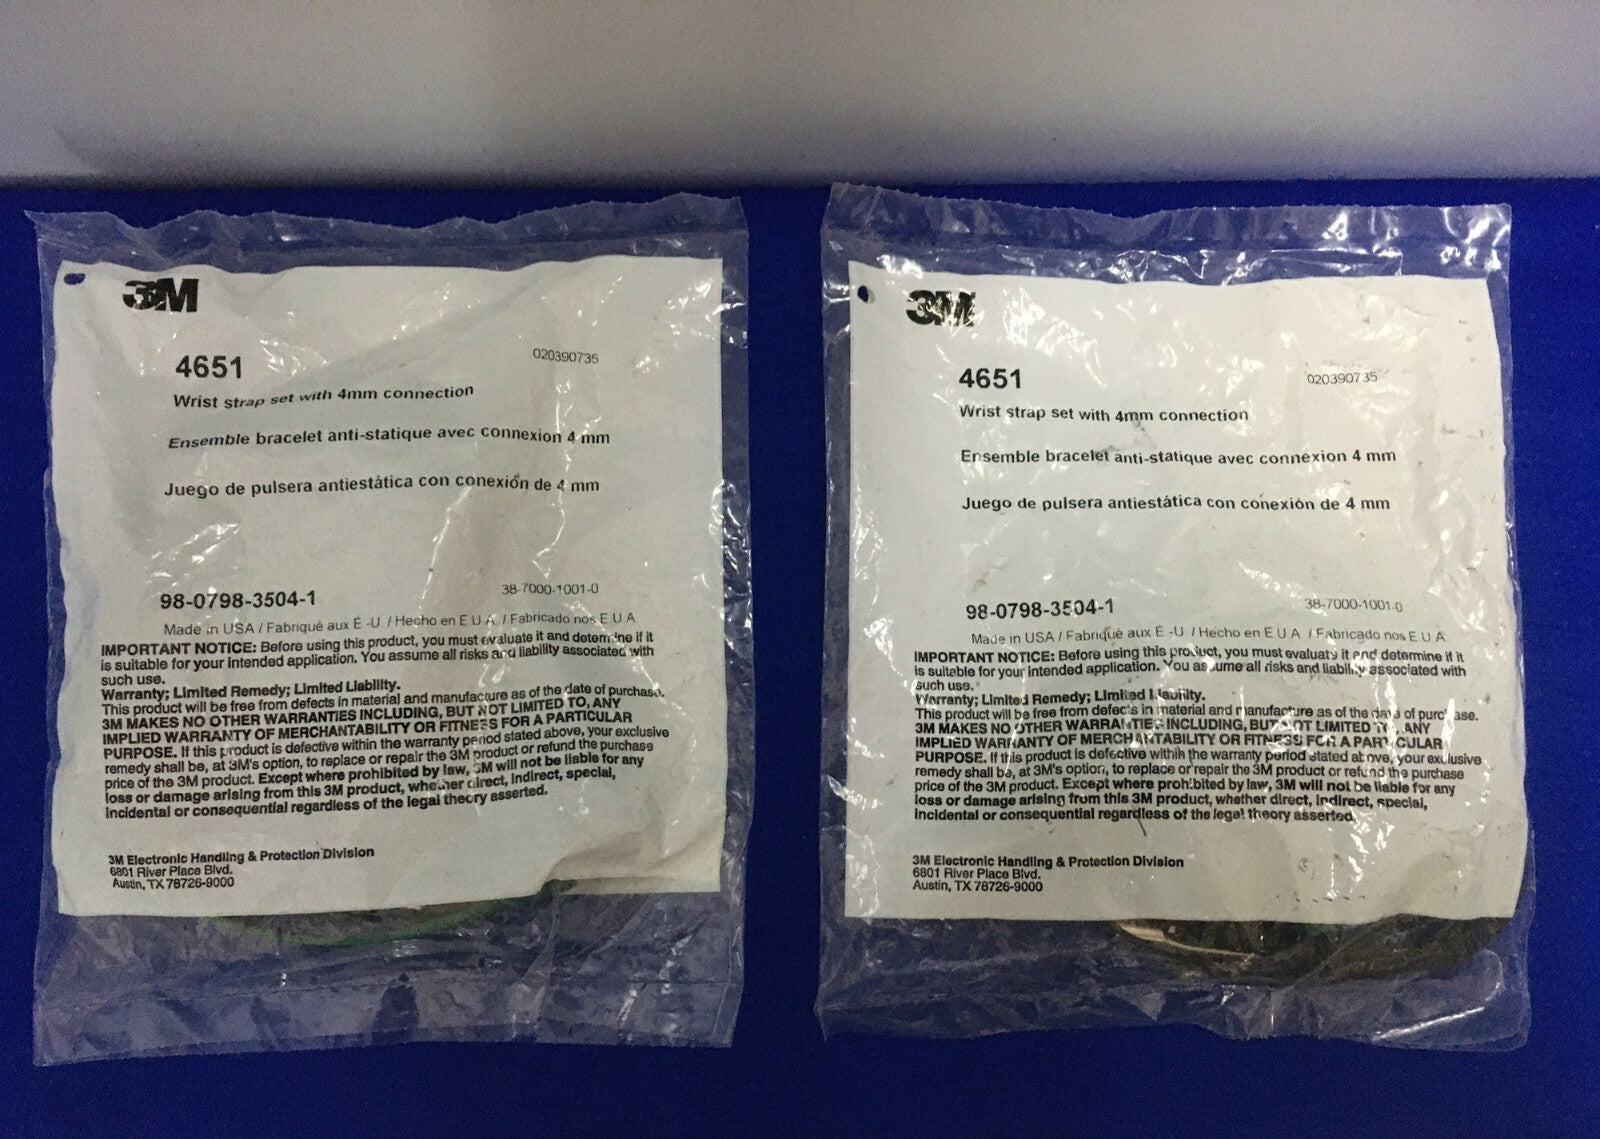 3M
4651
020390735
Wrist strap set with 4mm connection
Ensemble bracelet anti-statique avec connexion 4 mm
Juego de pulsera antiestática con conexión de 4 mm
98-0798-3504-1
38-7000-1001-0
Made in USA / Fabriqué aux É -U / Hecho en E U A / Fabricado nos E U A
IMPORTANT NOTICE: Before using this product, you must evaluate it and determine if it
is suitable for your intended application. You assume all risks and liability associated with
such use.
Warranty; Limited Remedy; Limited Liability.
This product will be free from defects in material and manufacture as of the date of purchase.
3M MAKES NO OTHER WARRANTIES INCLUDING, BUT NOT LIMITED TO, ANY
IMPLIED WARRANTY OF MERCHANTABILITY OR FITNESS FOR A PARTICULAR
PURPOSE. If this product is defective within the warranty period stated above, your exclusive
remedy shall be, at 3M's option, to replace or repair the 3M product or refund the purchase
price of the 3M product. Except where prohibited by law, 3M will not be liable for any
loss or damage arising from this 3M product, whether direct, indirect, special,
incidental or consequential regardless of the legal theory asserted.
3M Electronic Handling & Protection Division
6801 River Place Blvd.
Austin, TX 78726-9000
3M
4651
020390735
Wrist strap set with 4mm connection
Ensemble bracelet anti-statique avec connexion 4 mm
Juego de pulsera antiestática con conexión de 4 mm
98-0798-3504-1
38-7000-1001-0
Made in USA / Fabriqué aux É -U / Hecho en E U A / Fabricado nos E U A
IMPORTANT NOTICE: Before using this product, you must evaluate it and determine if it
is suitable for your intended application. You assume all risks and liability associated with
such use.
Warranty; Limited Remedy; Limited Liability.
This product will be free from defects in material and manufacture as of the date of purchase.
3M MAKES NO OTHER WARRANTIES INCLUDING, BUT NOT LIMITED TO, ANY
IMPLIED WARRANTY OF MERCHANTABILITY OR FITNESS FOR A PARTICULAR
PURPOSE. If this product is defective within the warranty period stated above, your exclusive
remedy shall be, at 3M's option, to replace or repair the 3M product or refund the purchase
price of the 3M product. Except where prohibited by law, 3M will not be liable for any
loss or damage arising from this 3M product, whether direct, indirect, special,
incidental or consequential regardless of the legal theory asserted
3M Electronic Handling & Protection Division
6801 River Place Blvd.
Austin, TX 78726-9000